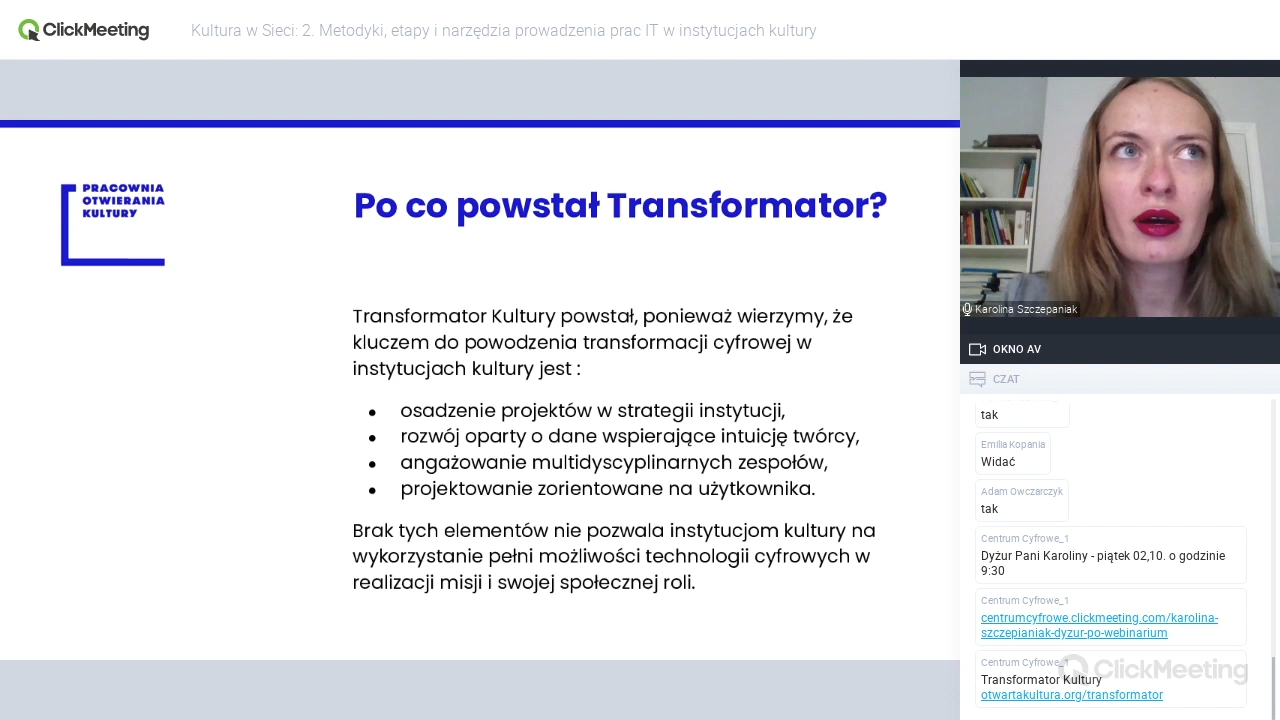 ClickMeeting
Kultura w Sieci: 2. Metodyki, etapy i narzędzia prowadzenia prac IT w instytucjach kultury
PRACOWNIA
OTWIERANIA
KULTURY
Po co powstał Transformator?
Transformator Kultury powstał, ponieważ wierzymy, że
kluczem do powodzenia transformacji cyfrowej w
instytucjach kultury jest :
● osadzenie projektów w strategii instytucji,
● rozwój oparty o dane wspierające intuicję twórcy,
● angażowanie multidyscyplinarnych zespołów,
● projektowanie zorientowane na użytkownika.
Brak tych elementów nie pozwala instytucjom kultury na
wykorzystanie pełni możliwości technologii cyfrowych w
realizacji misji i swojej społecznej roli.
Karolina Szczepaniak
OKNO AV
CZAT
tak
Emilia Kopania
Widać
Adam Owczarczyk
tak
Centrum Cyfrowe_1
Dyżur Pani Karoliny - piątek 02,10. o godzinie
9:30
Centrum Cyfrowe_1
centrumcyfrowe.clickmeeting.com/karolina-
szczepianiak-dyzur-po-webinarium
Centrum Cyfrowe_1
Transformator Kultury
otwartakultura.org/transformator
ClickMeeting